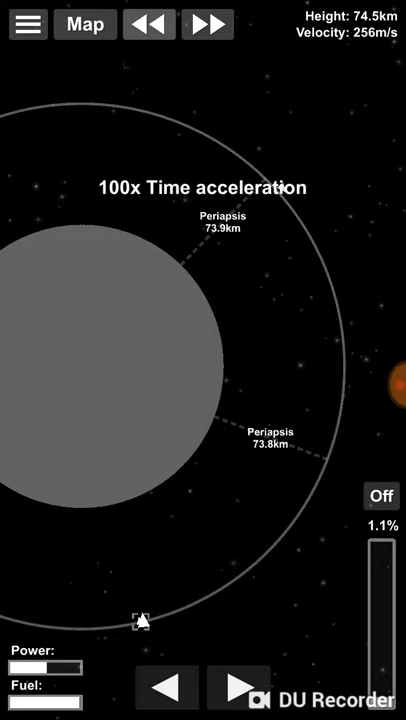 Map
Height: 74.5km
Velocity: 256m/s
100x Time acceleration
Periapsis
73.9km
Periapsis
73.8km
Off
1.1%
Power:
Fuel:
DU Recorder